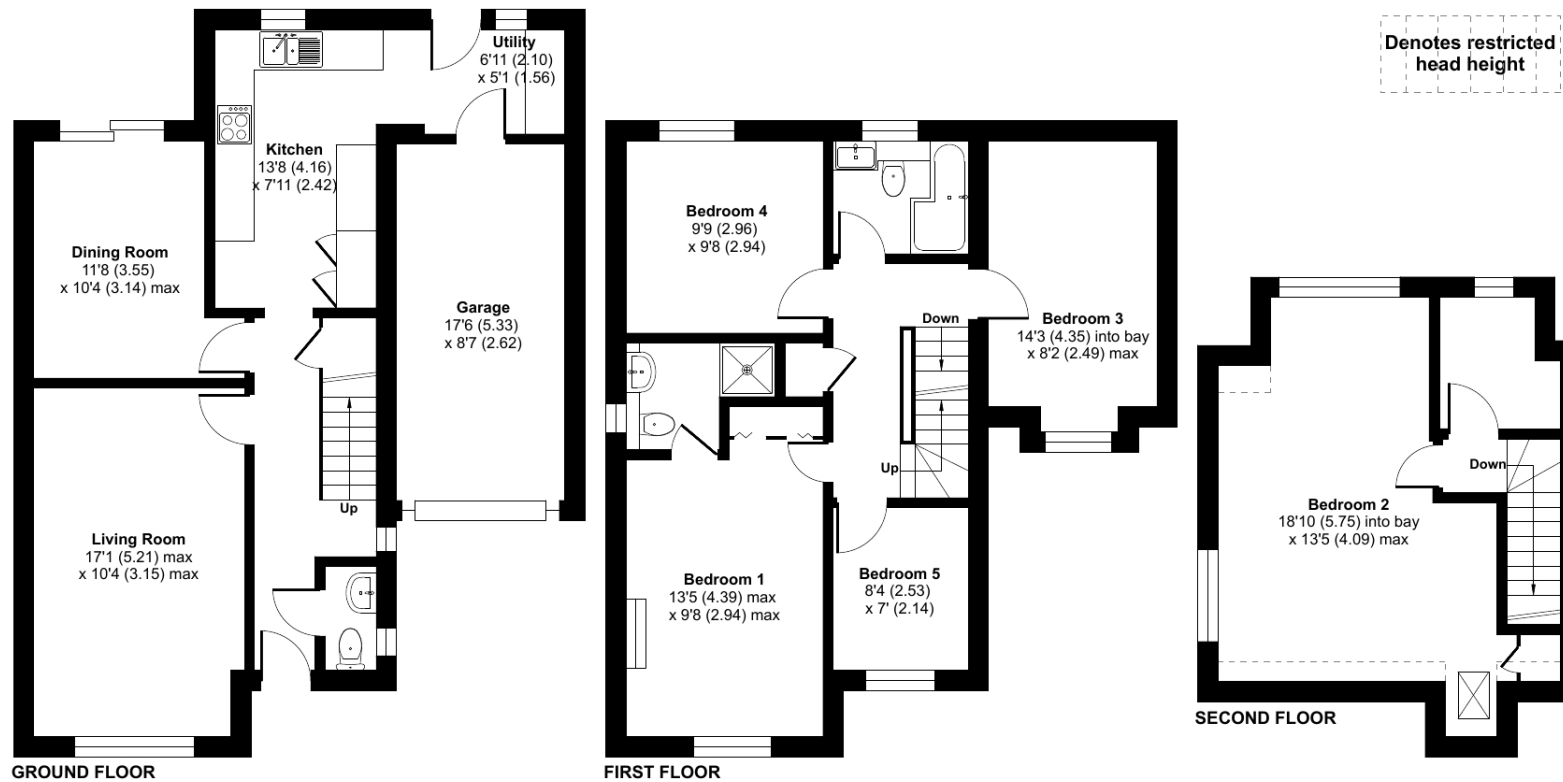 Denotes restricted
head height
Utility
6'11 (2.10)
x 5'1 (1.56)
Kitchen
13'8 (4.16)
x 7'11 (2.42)
Dining Room
11'8 (3.55)
x 10'4 (3.14) max
Garage
17'6 (5.33)
x 8'7 (2.62)
Up
Living Room
17'1 (5.21) max
x 10'4 (3.15) max
GROUND FLOOR
Bedroom 4
9'9 (2.96)
x 9'8 (2.94)
Down
Bedroom 3
14'3 (4.35) into bay
x 8'2 (2.49) max
Up
Bedroom 1
13'5 (4.39) max
x 9'8 (2.94) max
Bedroom 5
8'4 (2.53)
x 7' (2.14)
FIRST FLOOR
Down
Bedroom 2
18'10 (5.75) into bay
x 13'5 (4.09) max
SECOND FLOOR